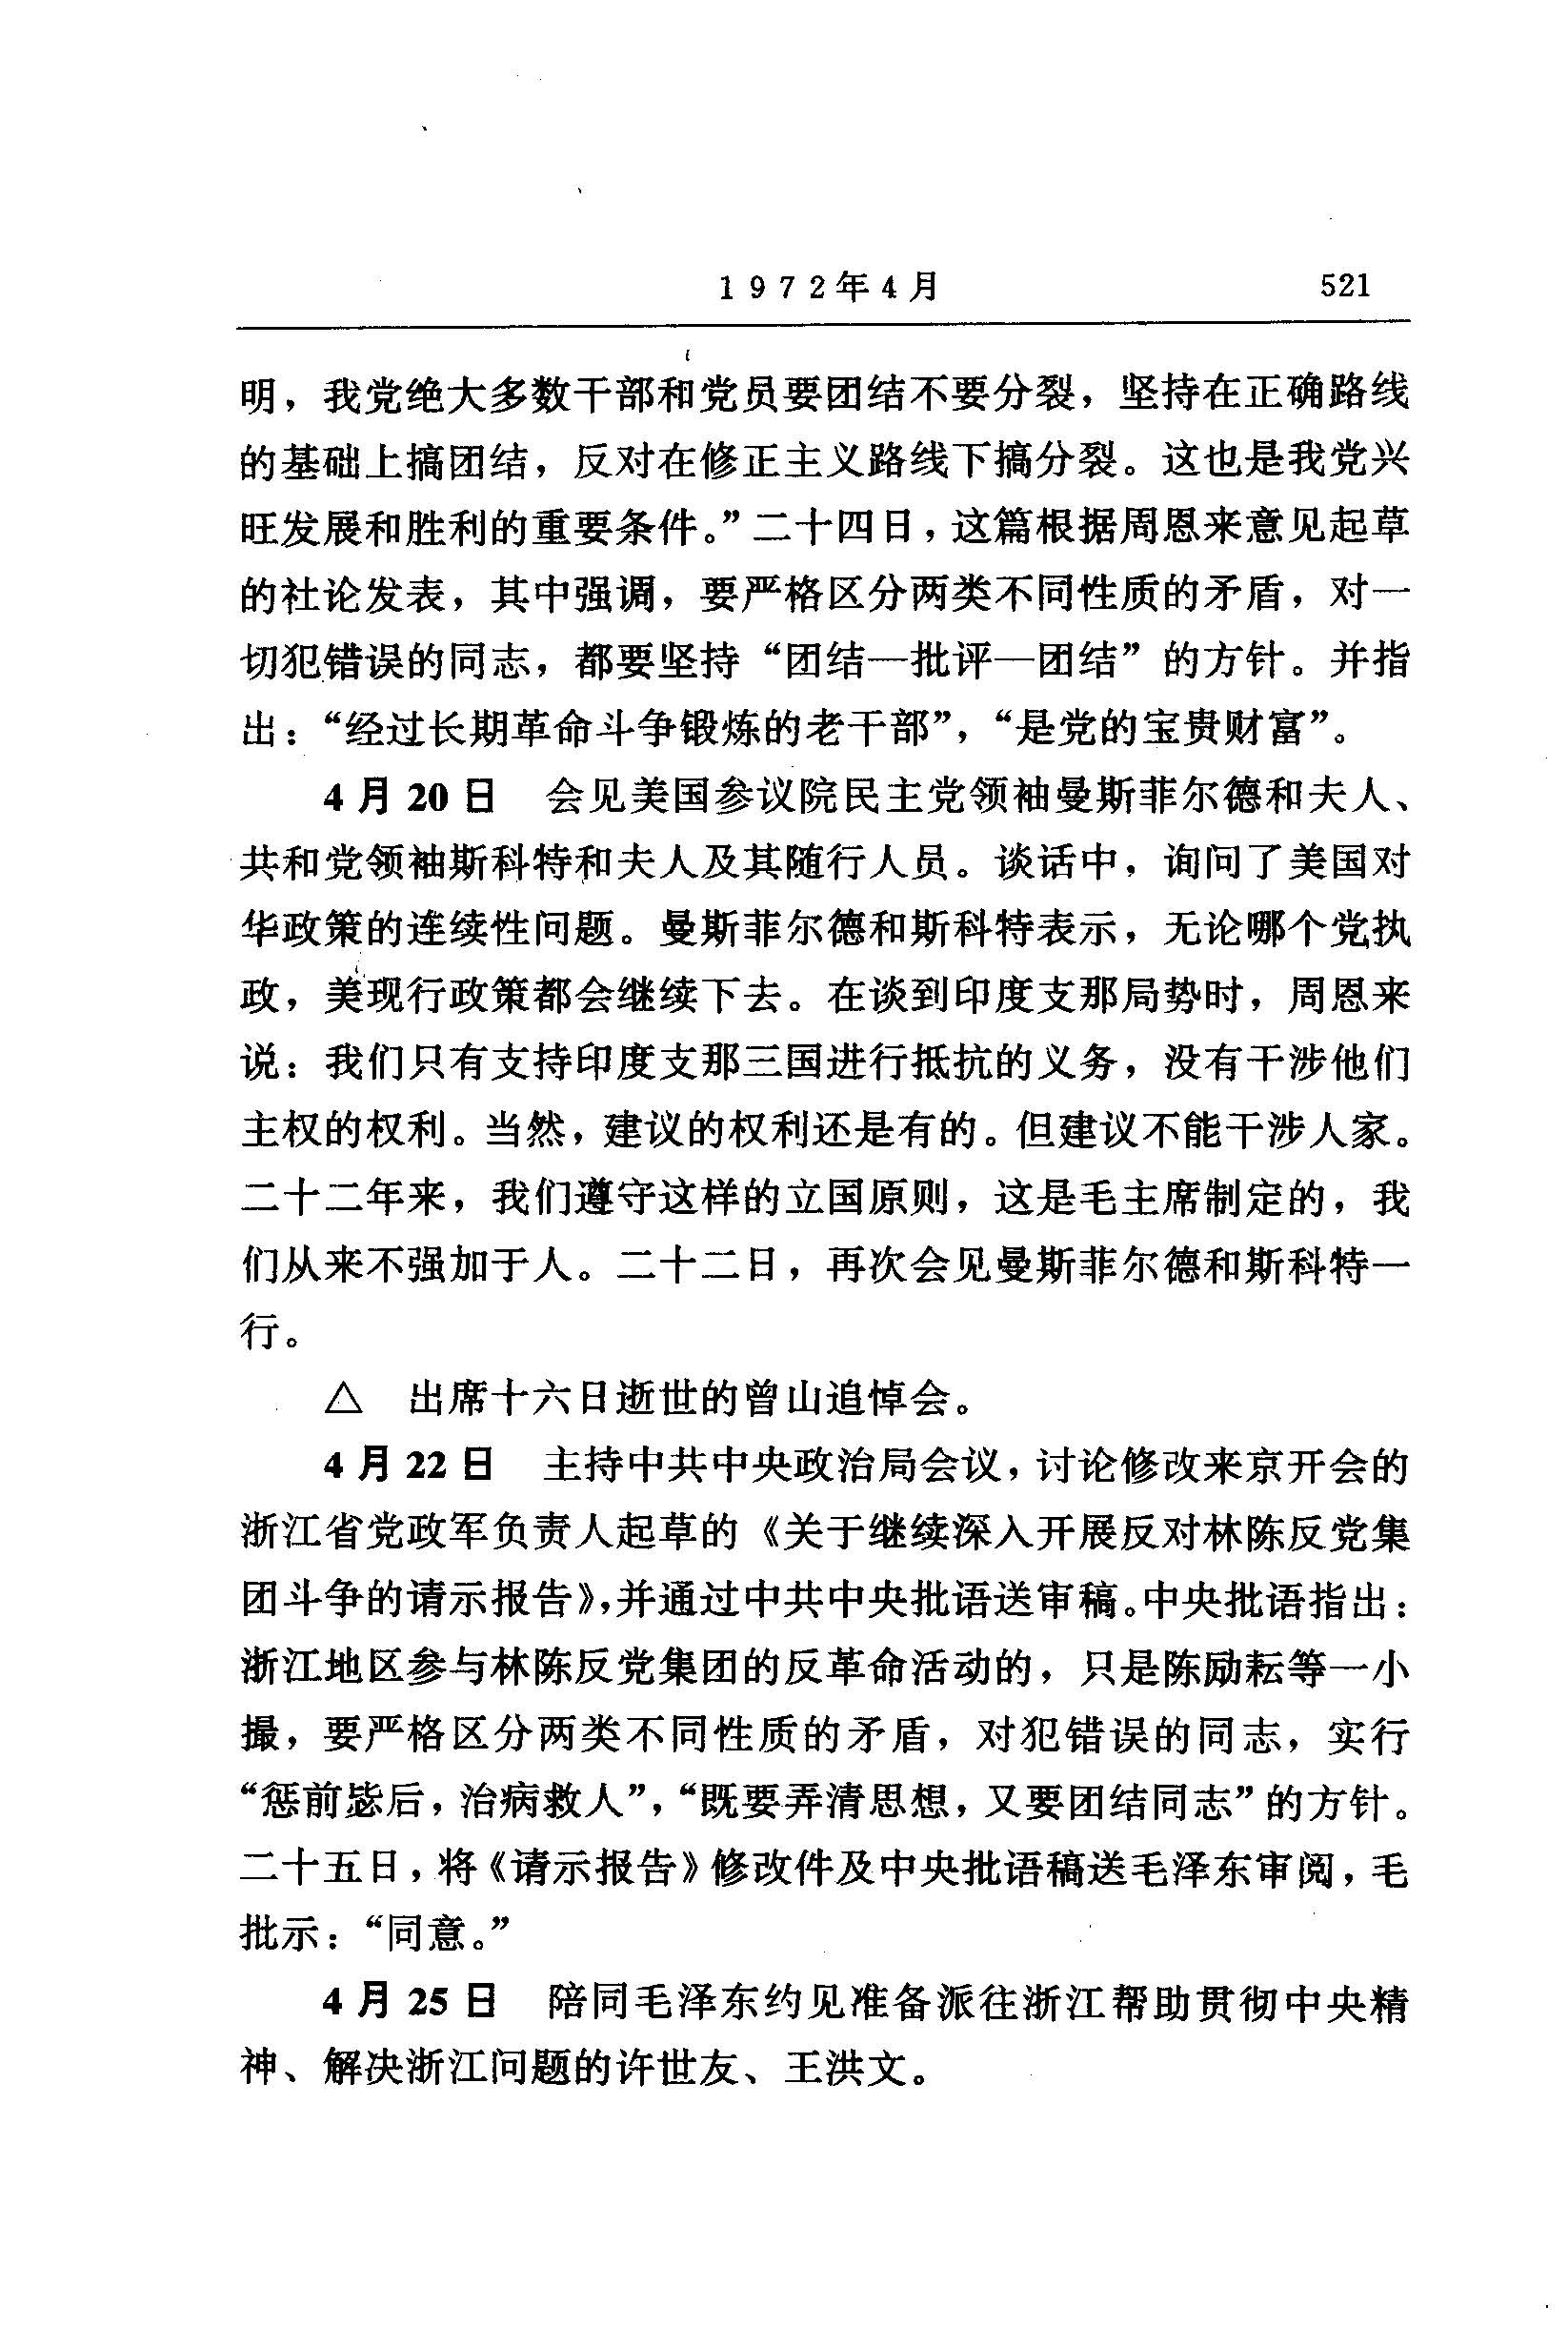 1972年4月 521
明，我党绝大多数干部和党员要团结不要分裂，坚持在正确路线
的基础上搞团结，反对在修正主义路线下搞分裂。这也是我党兴
旺发展和胜利的重要条件。”二十四日，这篇根据周恩来意见起草
的社论发表，其中强调，要严格区分两类不同性质的矛盾，对一
切犯错误的同志，都要坚持“团结—批评—团结”的方针。并指
出：“经过长期革命斗争锻炼的老干部”，“是党的宝贵财富”。
4月20日 会见美国参议院民主党领袖曼斯菲尔德和夫人、
共和党领袖斯科特和夫人及其随行人员。谈话中，询问了美国对
华政策的连续性问题。曼斯菲尔德和斯科特表示，无论哪个党执
政，美现行政策都会继续下去。在谈到印度支那局势时，周恩来
说：我们只有支持印度支那三国进行抵抗的义务，没有干涉他们
主权的权利。当然，建议的权利还是有的。但建议不能干涉人家。
二十二年来，我们遵守这样的立国原则，这是毛主席制定的，我
们从来不强加于人。二十二日，再次会见曼斯菲尔德和斯科特一
行。
△ 出席十六日逝世的曾山追悼会。
4月22日 主持中共中央政治局会议，讨论修改来京开会的
浙江省党政军负责人起草的《关于继续深入开展反对林陈反党集
团斗争的请示报告》，并通过中共中央批语送审稿。中央批语指出：
浙江地区参与林陈反党集团的反革命活动的，只是陈励耘等一小
撮，要严格区分两类不同性质的矛盾，对犯错误的同志，实行
“惩前毖后，治病救人”，“既要弄清思想，又要团结同志”的方针。
二十五日，将《请示报告》修改件及中央批语稿送毛泽东审阅，毛
批示：“同意。”
4月25日 陪同毛泽东约见准备派往浙江帮助贯彻中央精
神、解决浙江问题的许世友、王洪文。